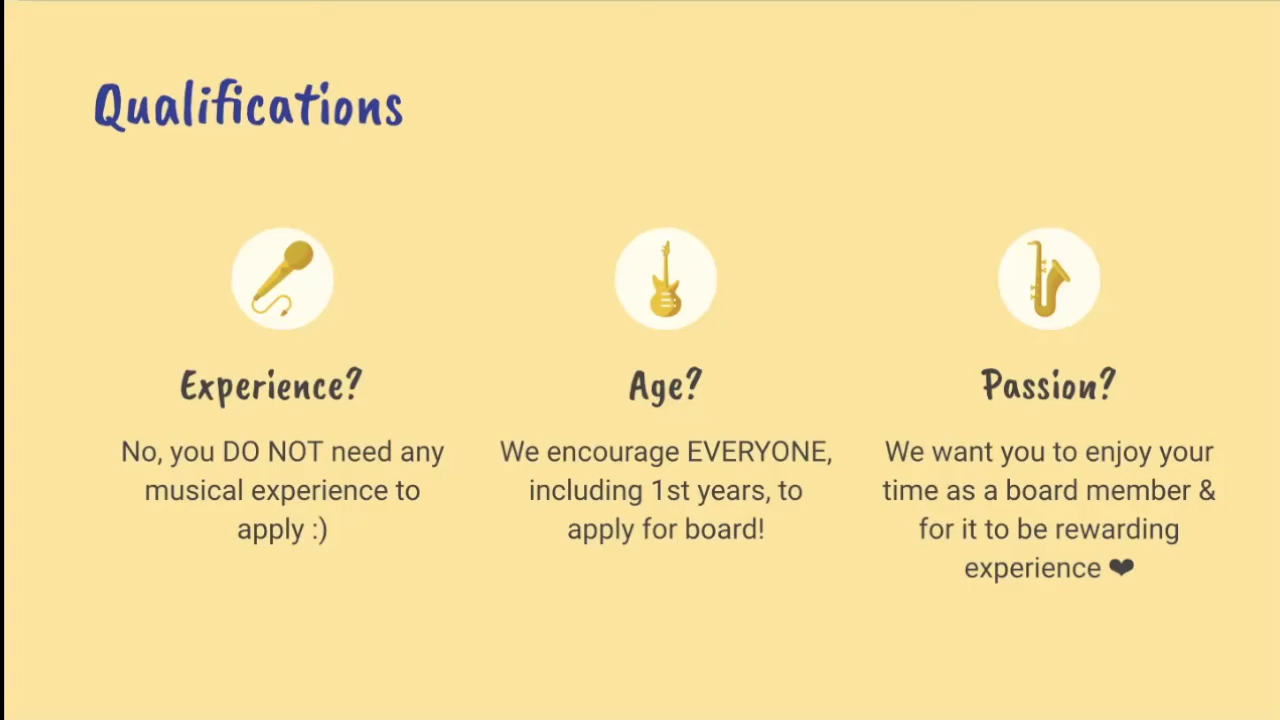 Qualifications
Experience?
No, you DO NOT need any
musical experience to
apply :)
Age?
We encourage EVERYONE,
including 1st years, to
apply for board!
Passion?
We want you to enjoy your
time as a board member &
for it to be rewarding
experience ❤